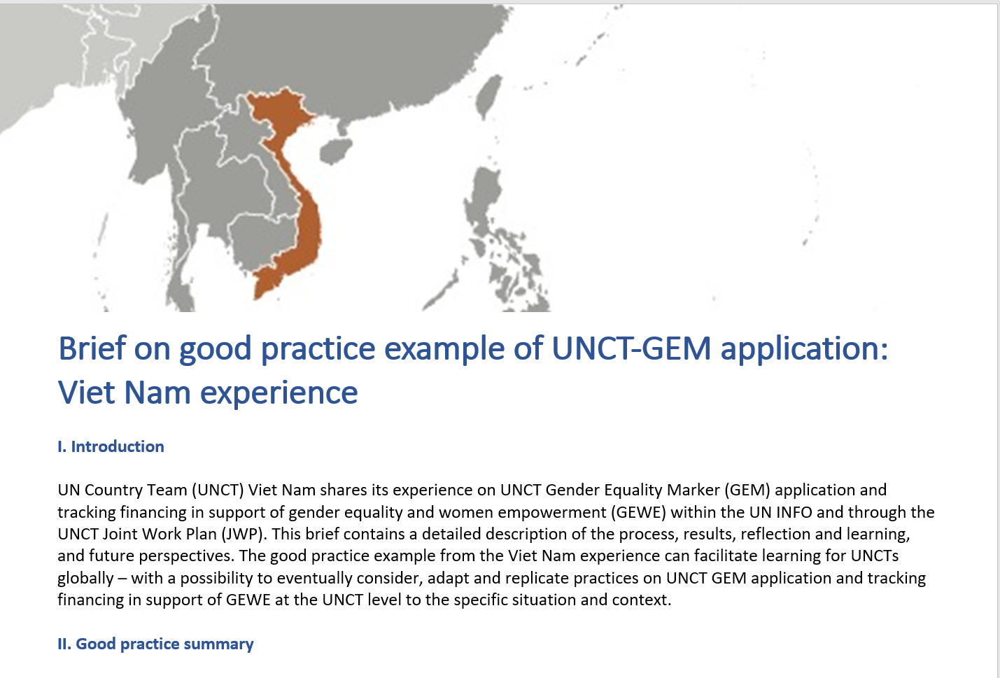 Brief on good practice example of UNCT-GEM application:
Viet Nam experience
I. Introduction
UN Country Team (UNCT) Viet Nam shares its experience on UNCT Gender Equality Marker (GEM) application and
tracking financing in support of gender equality and women empowerment (GEWE) within the UN INFO and through the
UNCT Joint Work Plan (JWP). This brief contains a detailed description of the process, results, reflection and learning,
and future perspectives. The good practice example from the Viet Nam experience can facilitate learning for UNCTs
globally – with a possibility to eventually consider, adapt and replicate practices on UNCT GEM application and tracking
financing in support of GEWE at the UNCT level to the specific situation and context.
II. Good practice summary